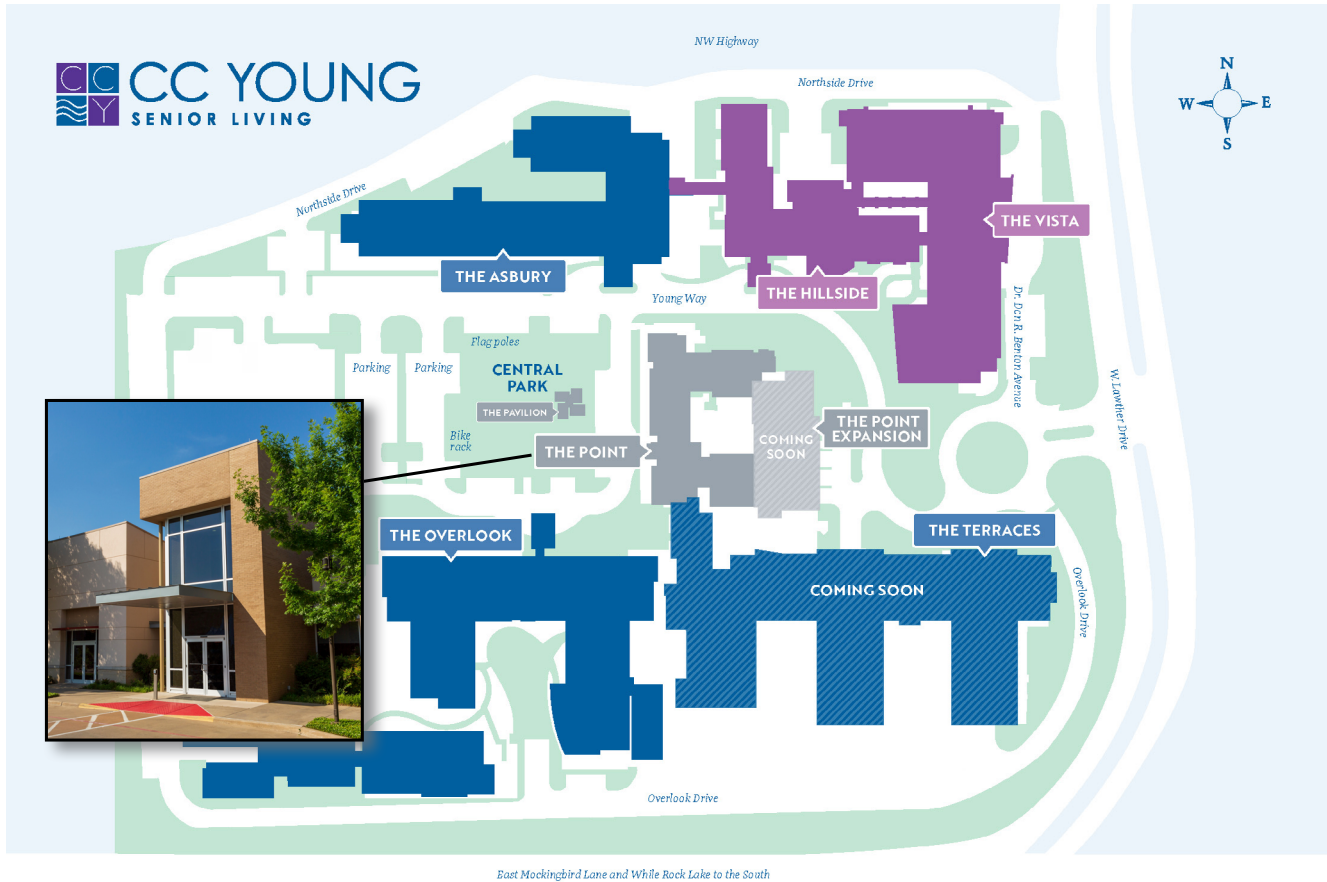 NW Highway
Northside Drive
CC
Y
CC YOUNG
SENIOR LIVING
N
W
E
S
Northside Drive
THE VISTA
THE ASBURY
THE HILLSIDE
Young Way
Dr. Don R. Benton Avenue
Flag poles
Parking
Parking
CENTRAL
PARK
THE PAVILION
W. Lawther Drive
Bike
rack
THE POINT
COMING
SOON
THE POINT
EXPANSION
THE OVERLOOK
THE TERRACES
COMING SOON
Overlook Drive
Overlook Drive
East Mockingbird Lane and While Rock Lake to the South